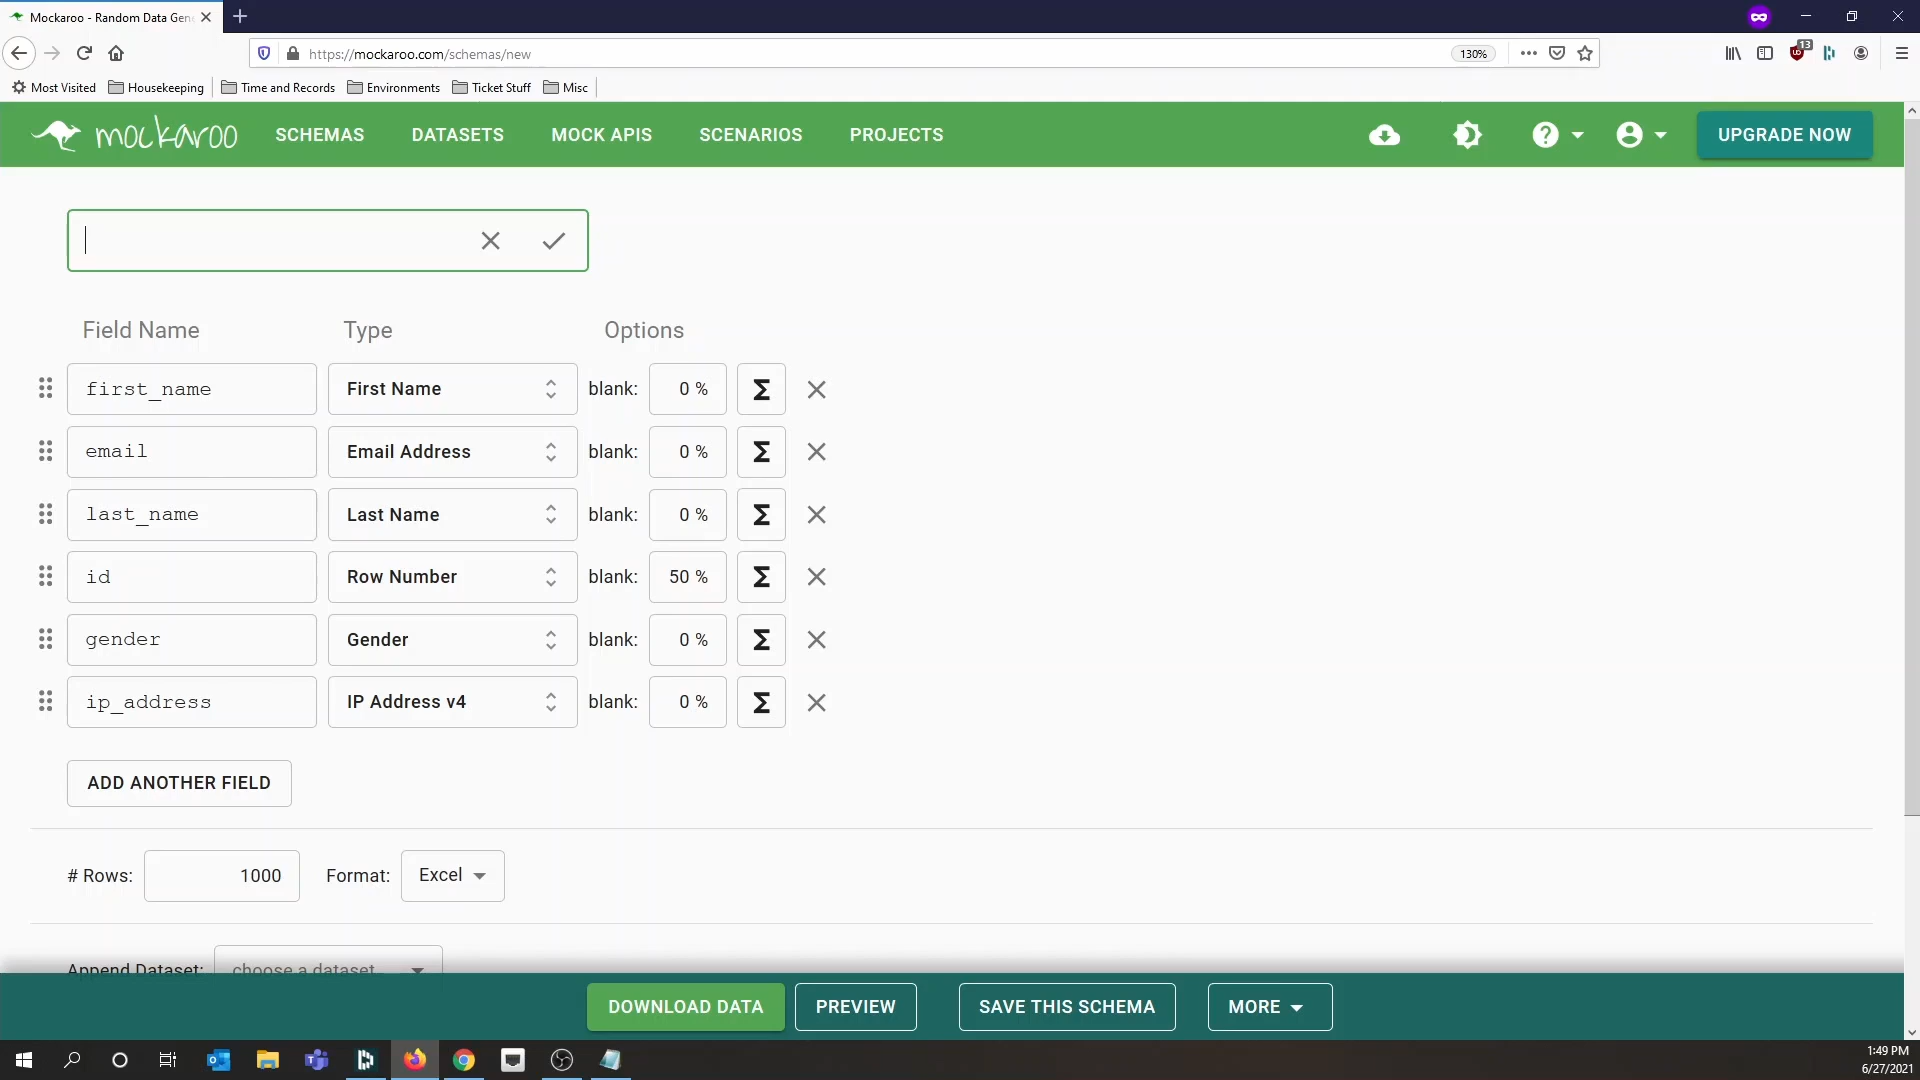 Mockaroo - Random Data Gen
https://mockaroo.com/schemas/new
130%
13
Most Visited
Housekeeping
Time and Records
Environments
Ticket Stuff
Misc
mockaroo
SCHEMAS
DATASETS
MOCK APIS
SCENARIOS
PROJECTS
UPGRADE NOW
Field Name
Type
Options
first_name
First Name
blank:
0 %
Σ
email
Email Address
blank:
0 %
Σ
last_name
Last Name
blank:
0 %
Σ
id
Row Number
blank:
50 %
Σ
gender
Gender
blank:
0 %
Σ
ip_address
IP Address v4
blank:
0 %
Σ
ADD ANOTHER FIELD
# Rows:
1000
Format:
Excel
Append Dataset:
choose a dataset...
DOWNLOAD DATA
PREVIEW
SAVE THIS SCHEMA
MORE
1:49 PM
6/27/2021